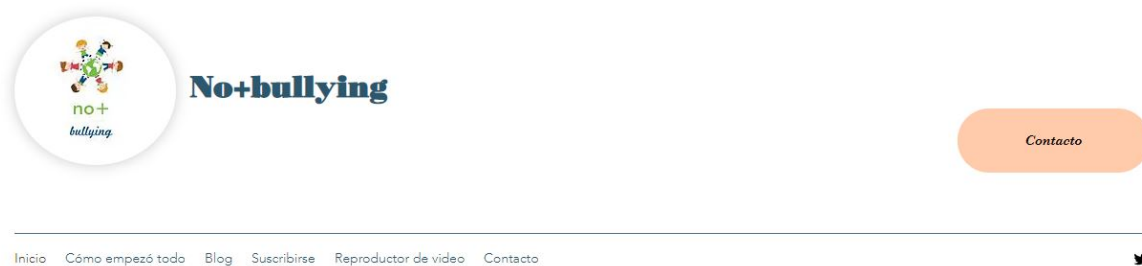 no+
bullying
No+bullying
Contacto
Inicio Cómo empezó todo Blog Suscribirse Reproductor de video Contacto